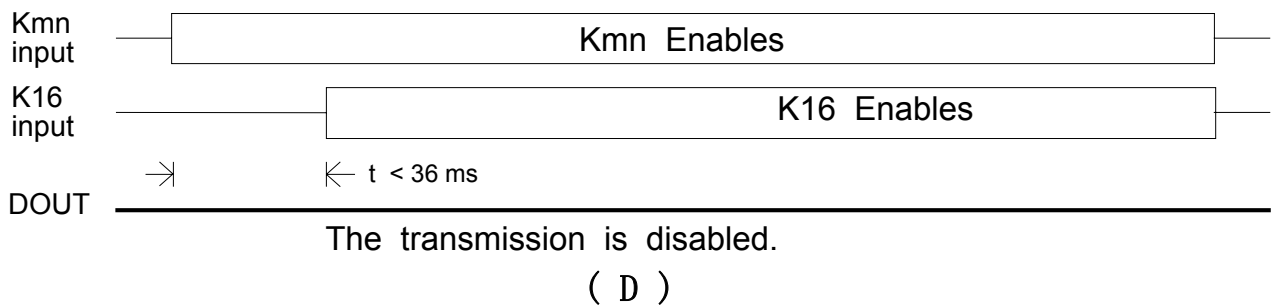 Kmn
input
Kmn Enables
K16
input
K16 Enables
t < 36 ms
DOUT
The transmission is disabled.
( D )